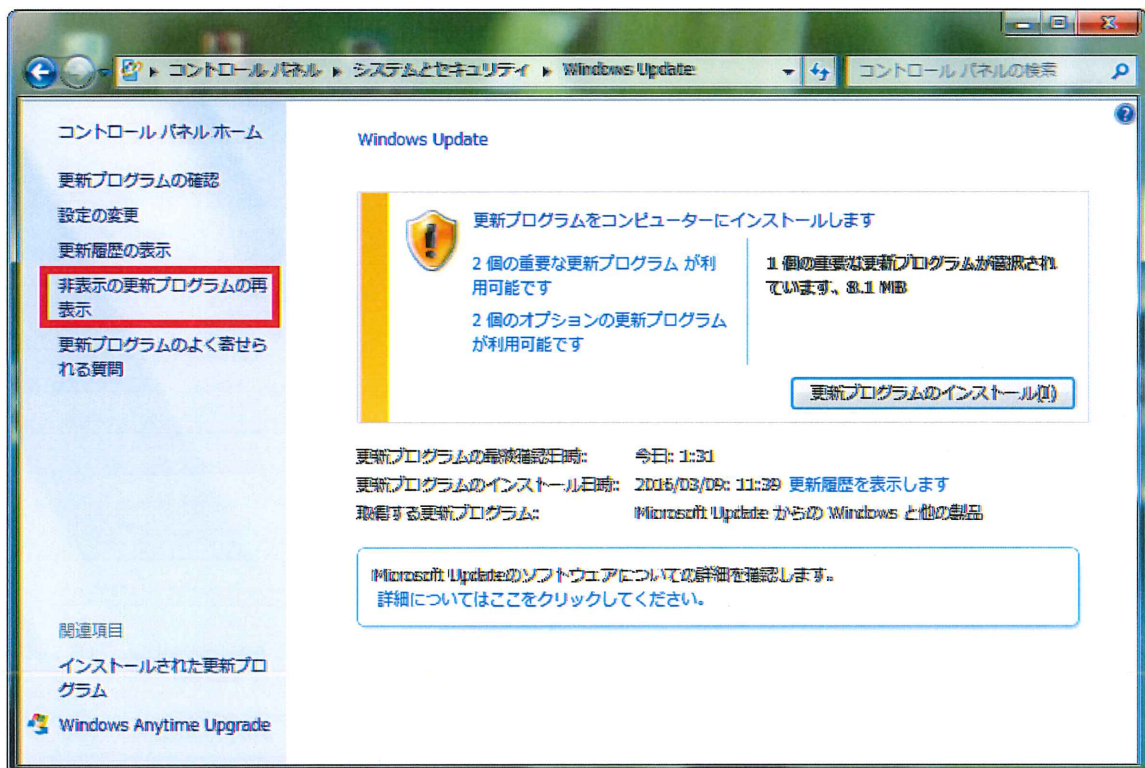 コントロール パネル ▸ システムとセキュリティ ▸ Windows Update
コントロール パネルの検索
コントロール パネル ホーム
更新プログラムの確認
設定の変更
更新履歴の表示
非表示の更新プログラムの再
表示
更新プログラムのよく寄せら
れる質問
関連項目
インストールされた更新プロ
グラム
Windows Anytime Upgrade
Windows Update
更新プログラムをコンピューターにインストールします
2 個の重要な更新プログラム が利
用可能です
2 個のオプションの更新プログラム
が利用可能です
1 個の重要な更新プログラムが選択され
ています、8.1 MB
更新プログラムのインストール(I)
更新プログラムの最終確認日時: 今日: 1:31
更新プログラムのインストール日時: 2016/03/09: 11:39 更新履歴を表示します
取得する更新プログラム: Microsoft Update からの Windows と他の製品
Microsoft Updateのソフトウェアについての詳細を確認します。
詳細についてはここをクリックしてください。